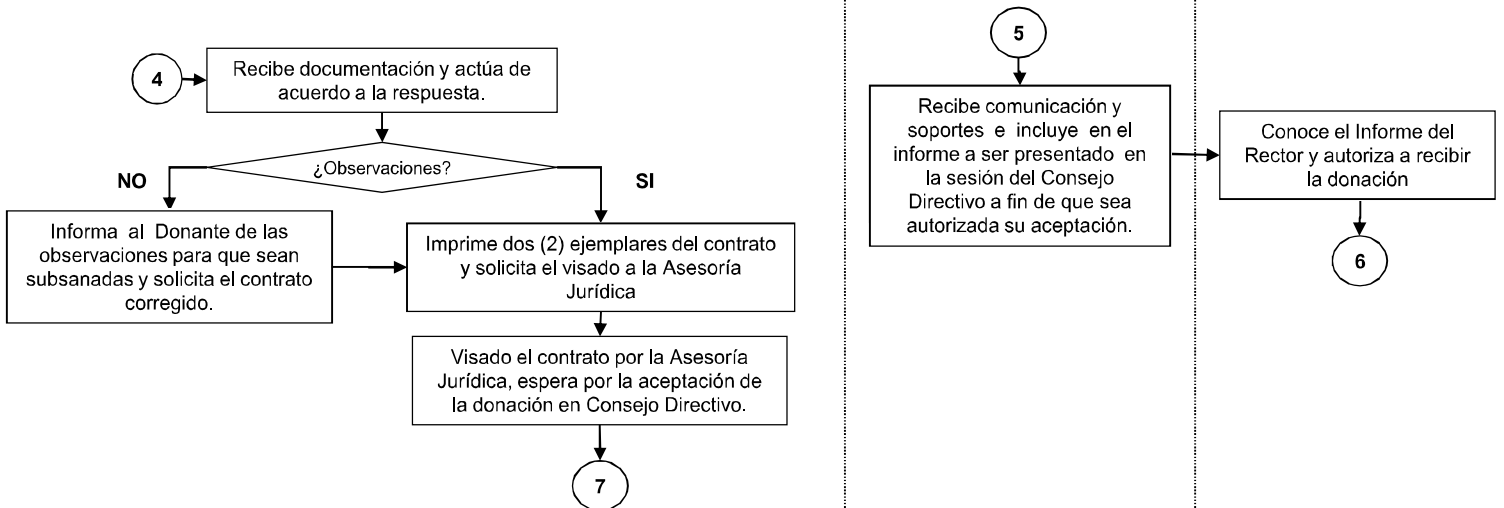 4
Recibe documentación y actúa de
acuerdo a la respuesta.
¿Observaciones?
NO
SI
Informa al Donante de las
observaciones para que sean
subsanadas y solicita el contrato
corregido.
Imprime dos (2) ejemplares del contrato
y solicita el visado a la Asesoría
Jurídica
Visado el contrato por la Asesoría
Jurídica, espera por la aceptación de
la donación en Consejo Directivo.
7
5
Recibe comunicación y
soportes e incluye en el
informe a ser presentado en
la sesión del Consejo
Directivo a fin de que sea
autorizada su aceptación.
Conoce el Informe del
Rector y autoriza a recibir
la donación
6